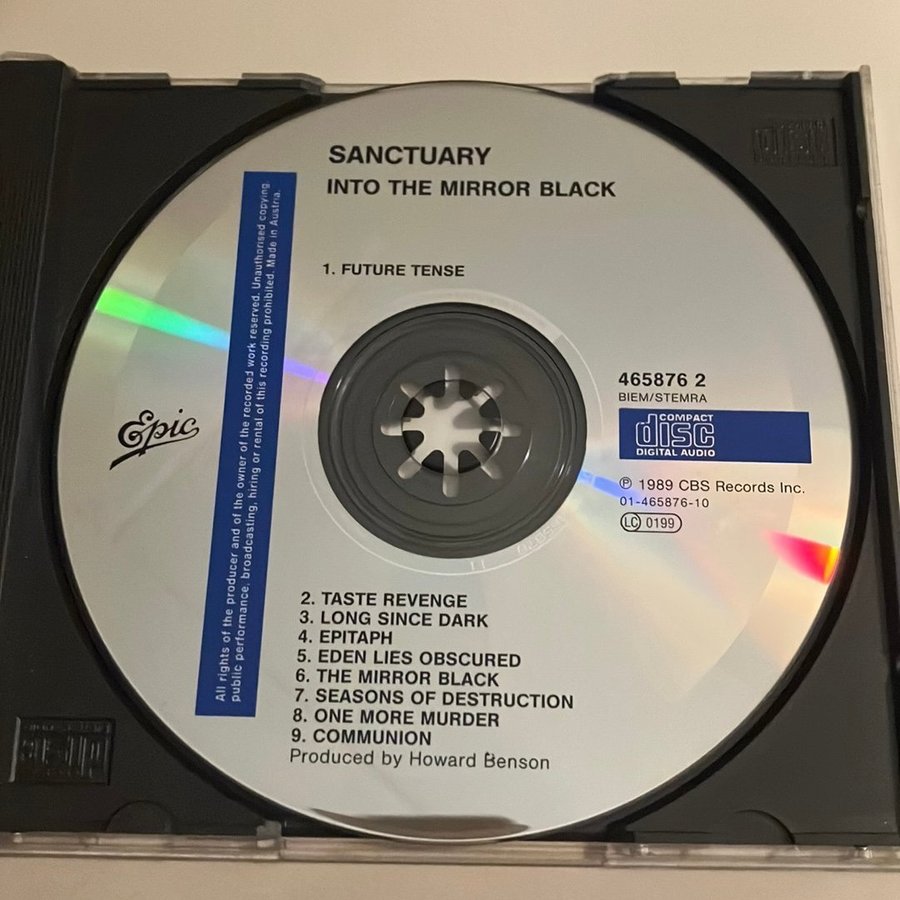 SANCTUARY
INTO THE MIRROR BLACK
1. FUTURE TENSE
All rights of the producer and of the owner of the recorded work reserved. Unauthorised copying,
public performance, broadcasting, hiring or rental of this recording prohibited. Made in Austria.
Epic
465876 2
BIEM/STEMRA
COMPACT
disc
DIGITAL AUDIO
℗ 1989 CBS Records Inc.
01-465876-10
LC 0199
2. TASTE REVENGE
3. LONG SINCE DARK
4. EPITAPH
5. EDEN LIES OBSCURED
6. THE MIRROR BLACK
7. SEASONS OF DESTRUCTION
8. ONE MORE MURDER
9. COMMUNION
Produced by Howard Benson